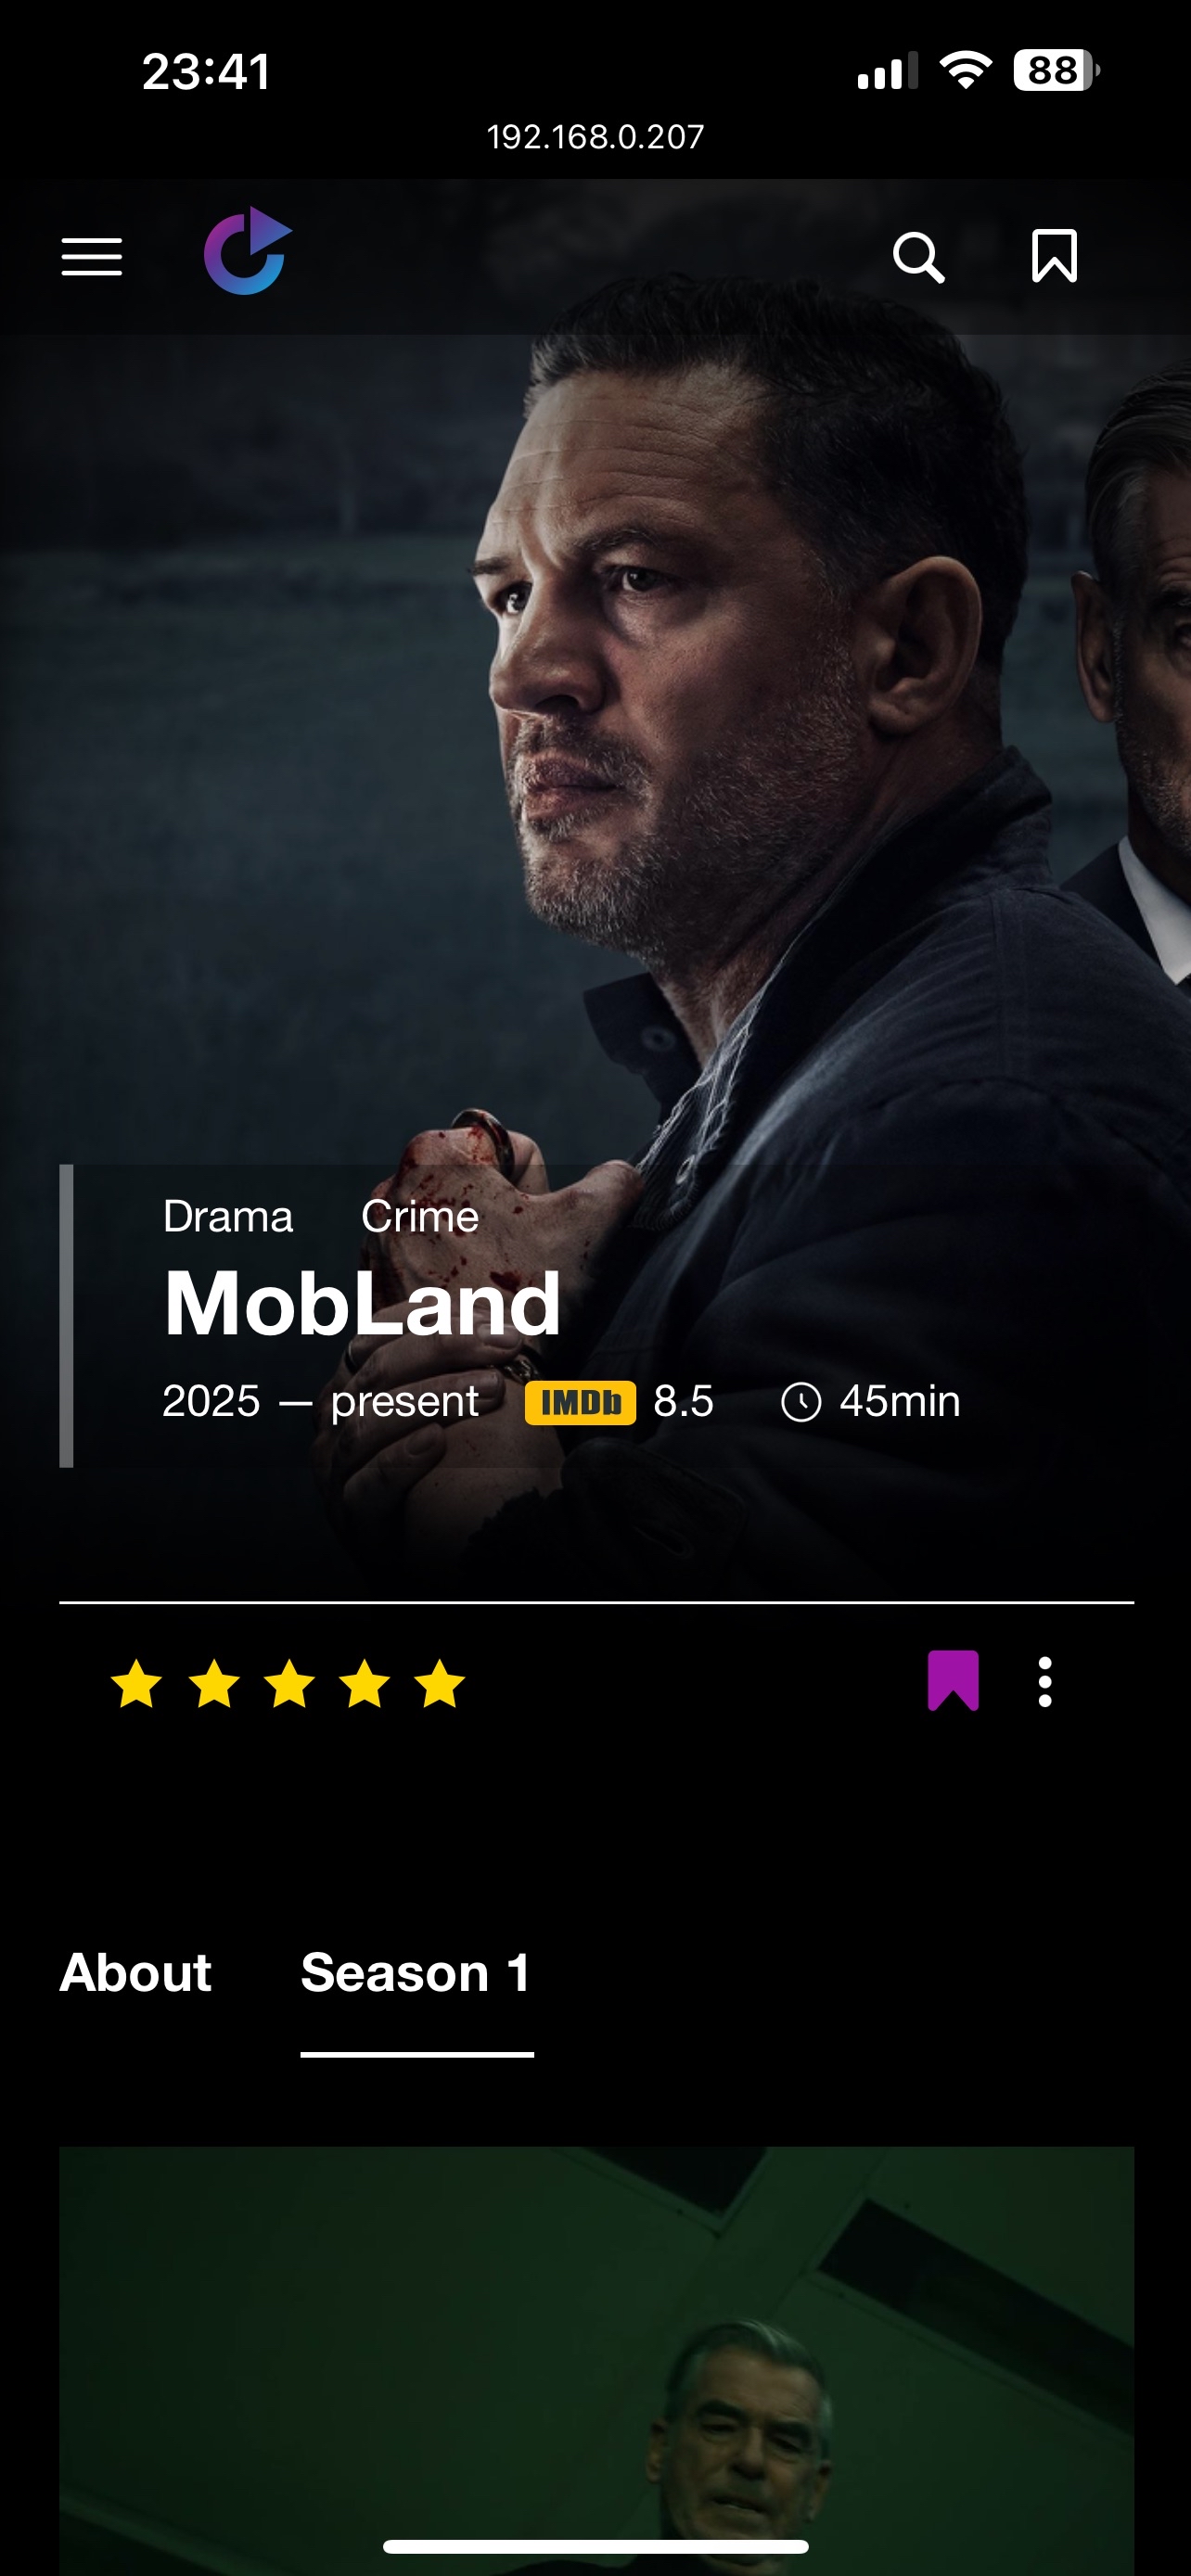 23:41 88
192.168.0.207
Drama Crime
MobLand
2025 — present IMDb 8.5 45min
About Season 1